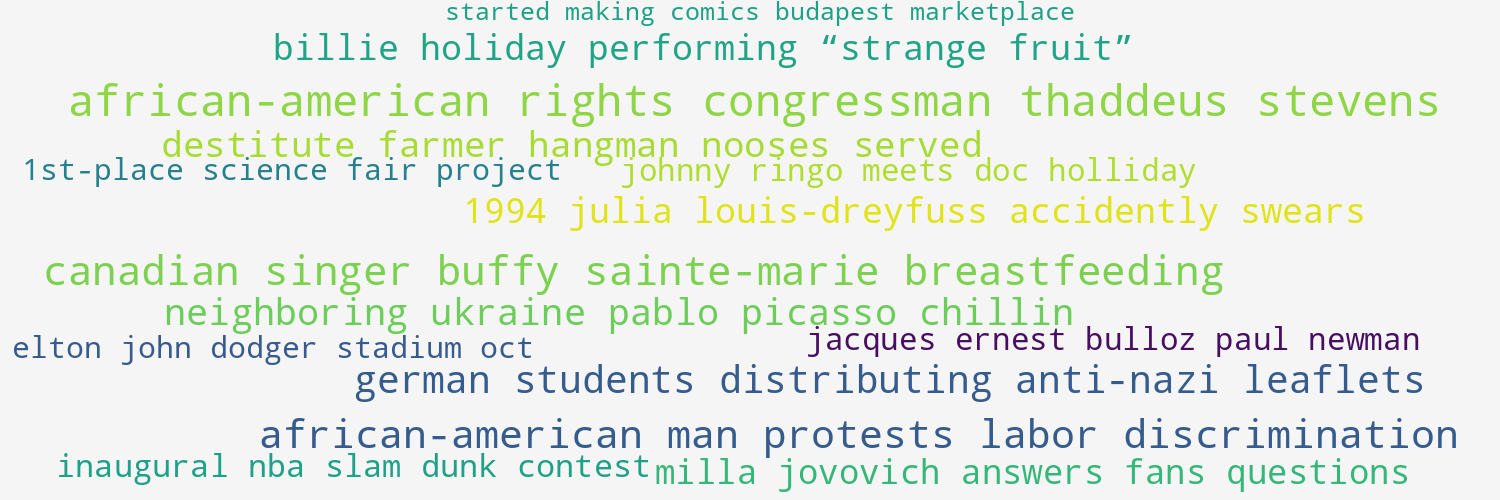 started making comics budapest marketplace
billie holiday performing “strange fruit”
african-american rights congressman thaddeus stevens
destitute farmer hangman nooses served
1st-place science fair project
johnny ringo meets doc holliday
1994 julia louis-dreyfuss accidently swears
canadian singer buffy sainte-marie breastfeeding
neighboring ukraine pablo picasso chillin
elton john dodger stadium oct
jacques ernest bulloz paul newman
german students distributing anti-nazi leaflets
african-american man protests labor discrimination
inaugural nba slam dunk contest
milla jovovich answers fans questions